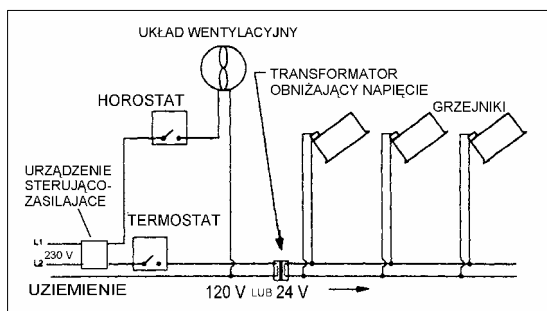 UKŁAD WENTYLACYJNY
TRANSFORMATOR
OBNIŻAJĄCY NAPIĘCIE
HOROSTAT
GRZEJNIKI
URZĄDZENIE
STERUJĄCO-
ZASILAJACE
TERMOSTAT
L1
230 V
L2
UZIEMIENIE
120 V LUB 24 V